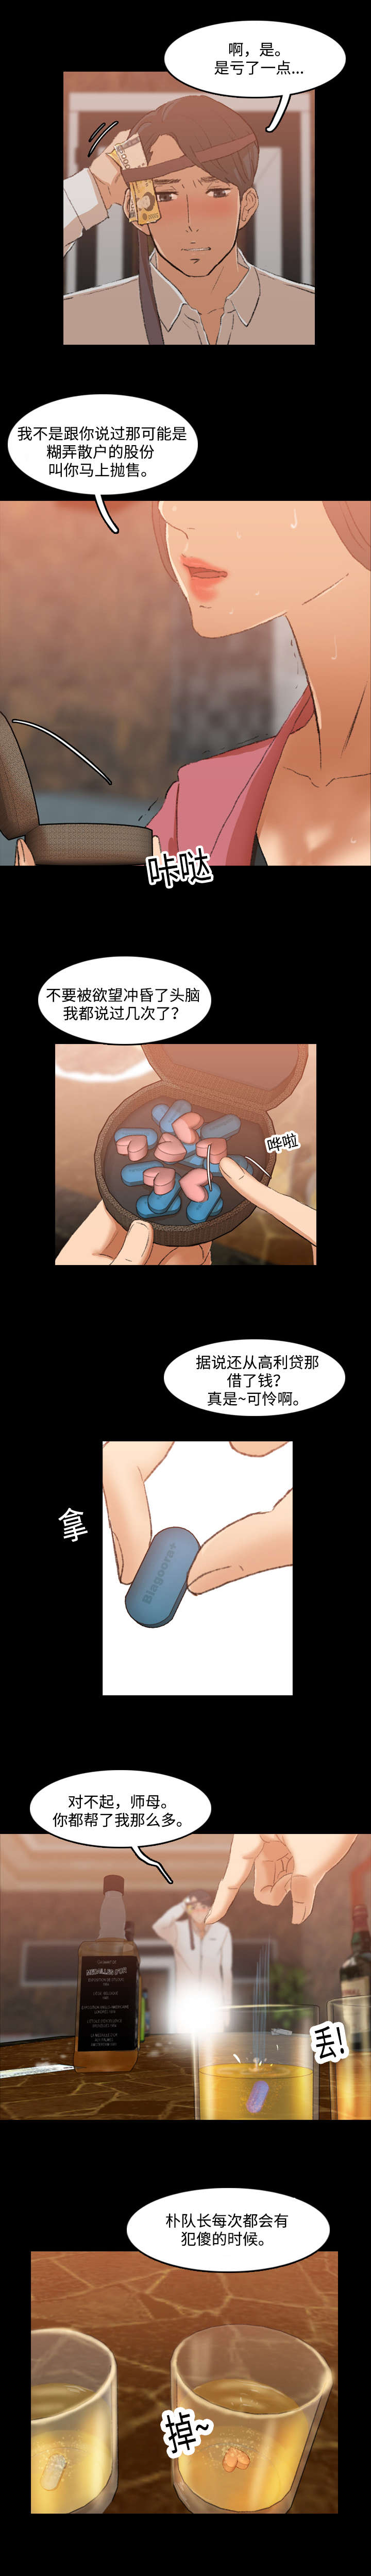 啊，是。
是亏了一点...
我不是跟你说过那可能是
糊弄散户的股份
叫你马上抛售。
咔哒
不要被欲望冲昏了头脑
我都说过几次了？
哗啦
据说还从高利贷那
借了钱？
真是~可怜啊。
拿
Biagoora+
对不起，师母。
你都帮了我那么多。
MEDAILLES D'OR
丢!
朴队长每次都会有
犯傻的时候。
掉~